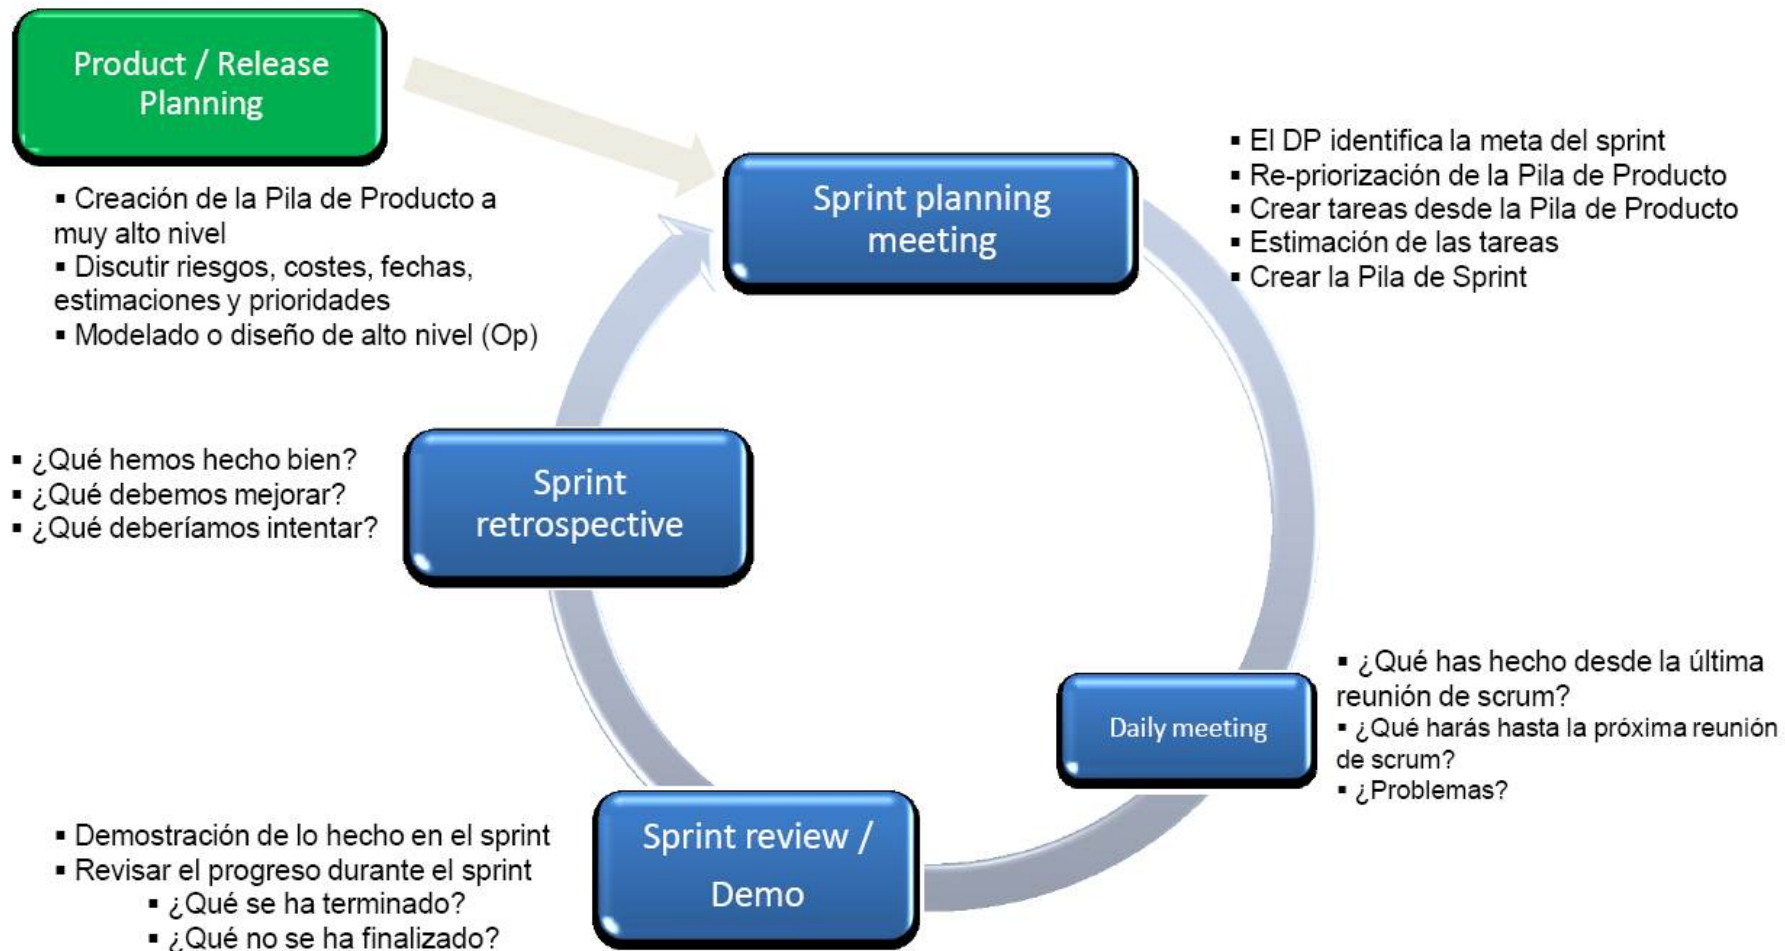 Product / Release
Planning
▪ Creación de la Pila de Producto a
muy alto nivel
▪ Discutir riesgos, costes, fechas,
estimaciones y prioridades
▪ Modelado o diseño de alto nivel (Op)
Sprint planning
meeting
▪ El DP identifica la meta del sprint
▪ Re-priorización de la Pila de Producto
▪ Crear tareas desde la Pila de Producto
▪ Estimación de las tareas
▪ Crear la Pila de Sprint
Daily meeting
▪ ¿Qué has hecho desde la última
reunión de scrum?
▪ ¿Qué harás hasta la próxima reunión
de scrum?
▪ ¿Problemas?
Sprint review /
Demo
▪ Demostración de lo hecho en el sprint
▪ Revisar el progreso durante el sprint
▪ ¿Qué se ha terminado?
▪ ¿Qué no se ha finalizado?
Sprint
retrospective
▪ ¿Qué hemos hecho bien?
▪ ¿Qué debemos mejorar?
▪ ¿Qué deberíamos intentar?